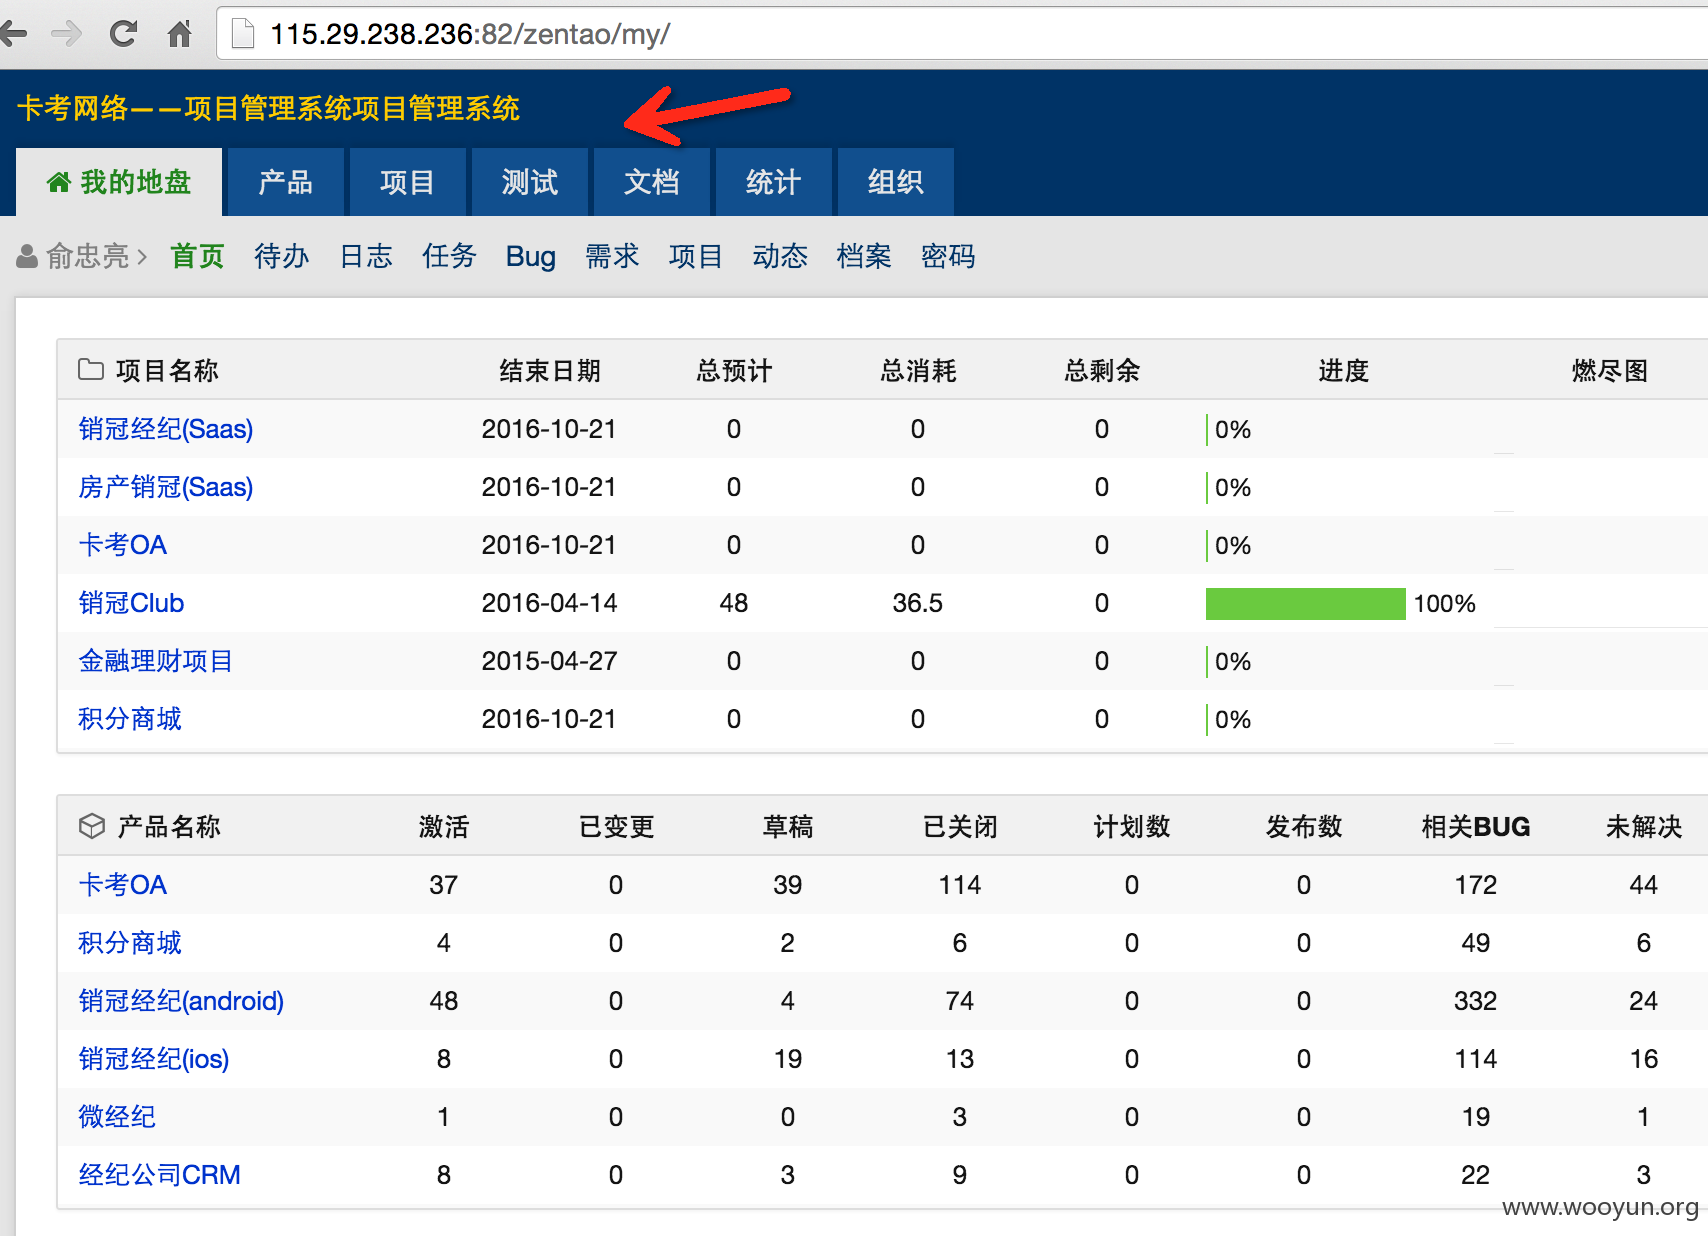 115.29.238.236:82/zentao/my/
卡考网络——项目管理系统项目管理系统
我的地盘 产品 项目 测试 文档 统计 组织
俞忠亮 首页 待办 日志 任务 Bug 需求 项目 动态 档案 密码
项目名称 结束日期 总预计 总消耗 总剩余 进度 燃尽图
销冠经纪(Saas) 2016-10-21 0 0 0 0%
房产销冠(Saas) 2016-10-21 0 0 0 0%
卡考OA 2016-10-21 0 0 0 0%
销冠Club 2016-04-14 48 36.5 0 100%
金融理财项目 2015-04-27 0 0 0 0%
积分商城 2016-10-21 0 0 0 0%
产品名称 激活 已变更 草稿 已关闭 计划数 发布数 相关BUG 未解决
卡考OA 37 0 39 114 0 0 172 44
积分商城 4 0 2 6 0 0 49 6
销冠经纪(android) 48 0 4 74 0 0 332 24
销冠经纪(ios) 8 0 19 13 0 0 114 16
微经纪 1 0 0 3 0 0 19 1
经纪公司CRM 8 0 3 9 0 0 22 3
www.wooyun.org